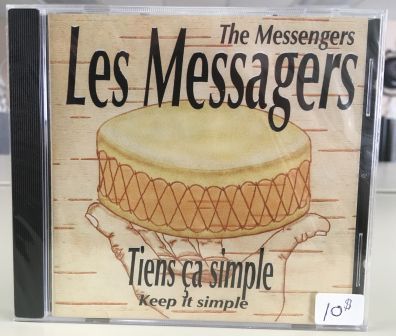 The Messengers
Les Messagers
Tiens ça simple
Keep it simple
10$